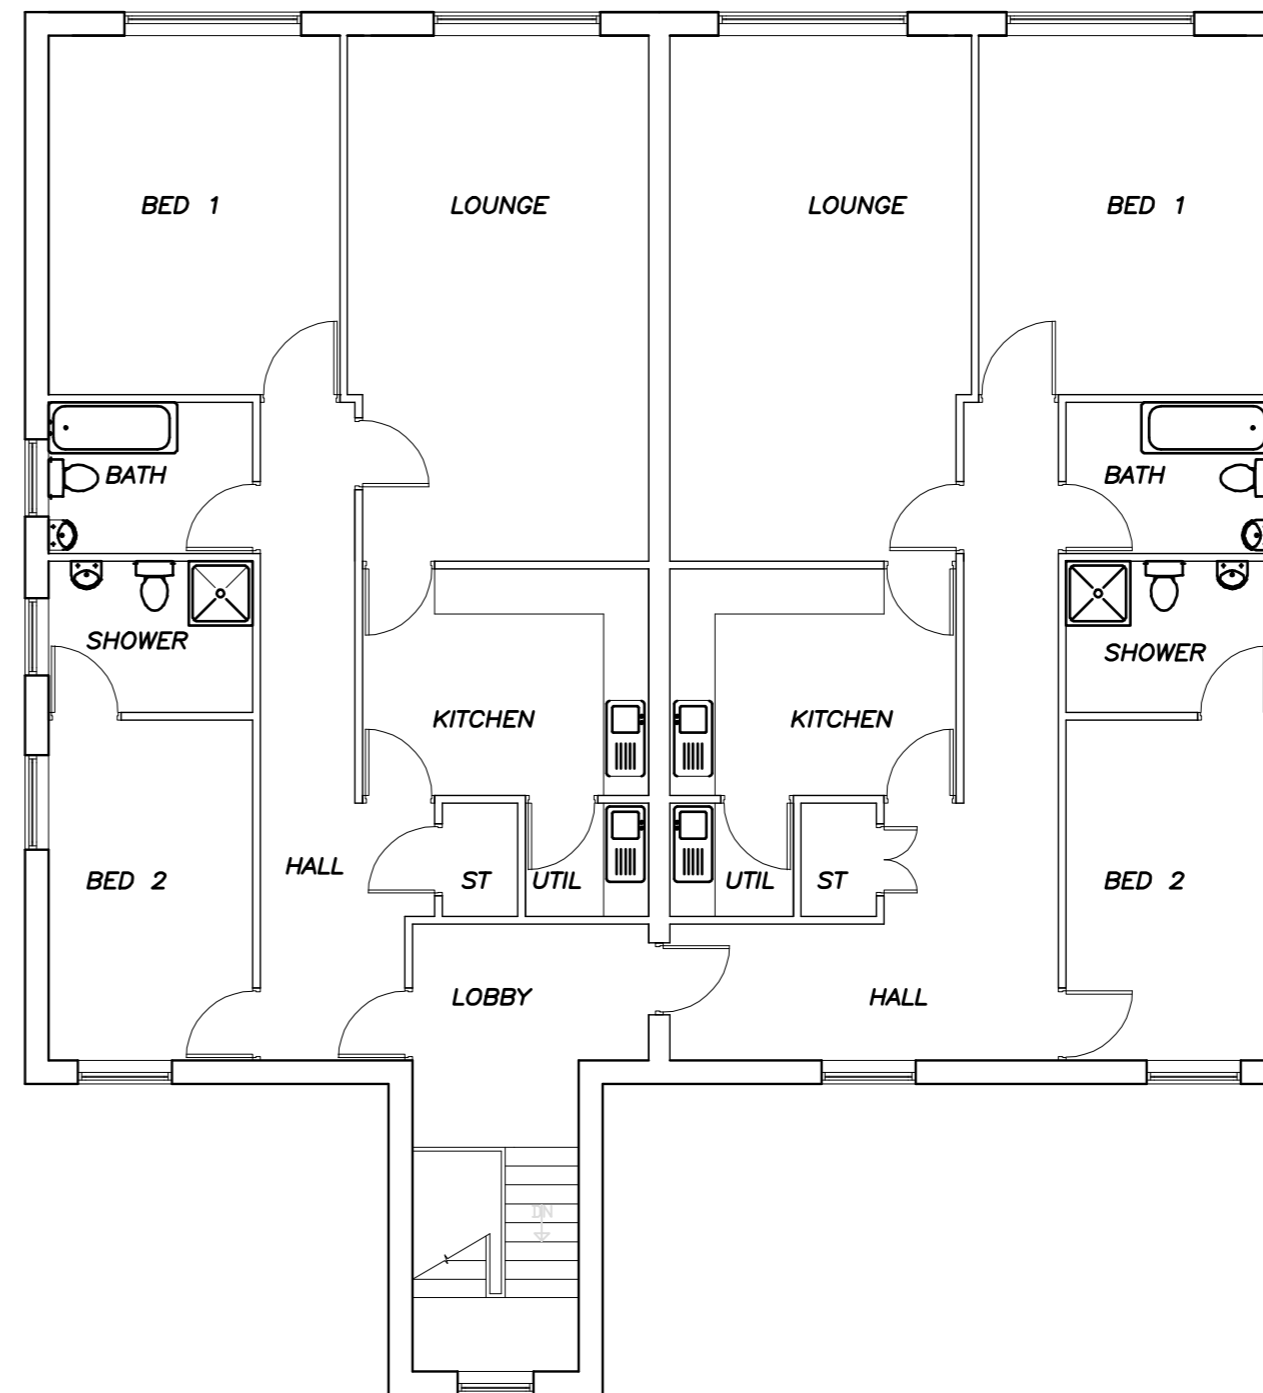 BED 1
LOUNGE
LOUNGE
BED 1
BATH
BATH
SHOWER
SHOWER
KITCHEN
KITCHEN
HALL
BED 2
ST
UTIL
UTIL
ST
BED 2
LOBBY
HALL
DN